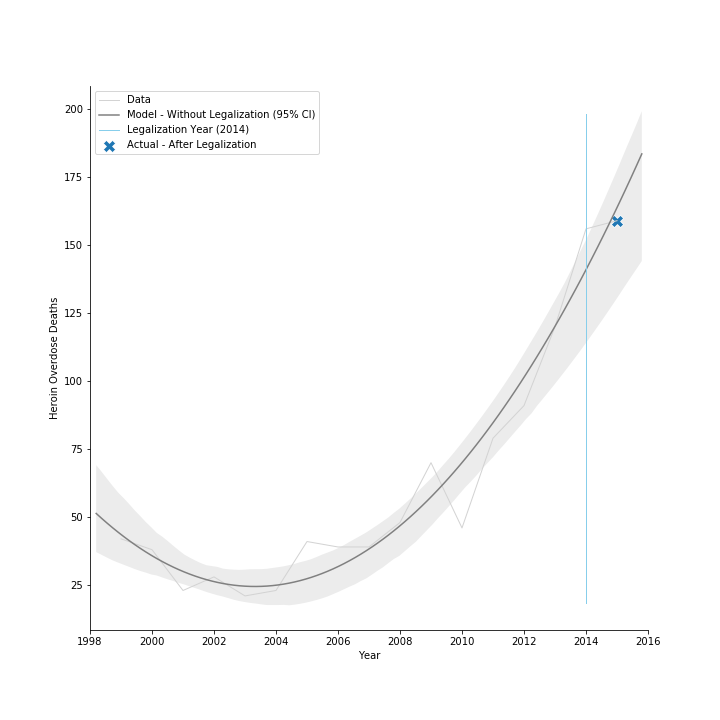 Data
Model - Without Legalization (95% CI)
Legalization Year (2014)
Actual - After Legalization
200
175
150
125
100
75
50
25
Heroin Overdose Deaths
1998 2000 2002 2004 2006 2008 2010 2012 2014 2016
Year